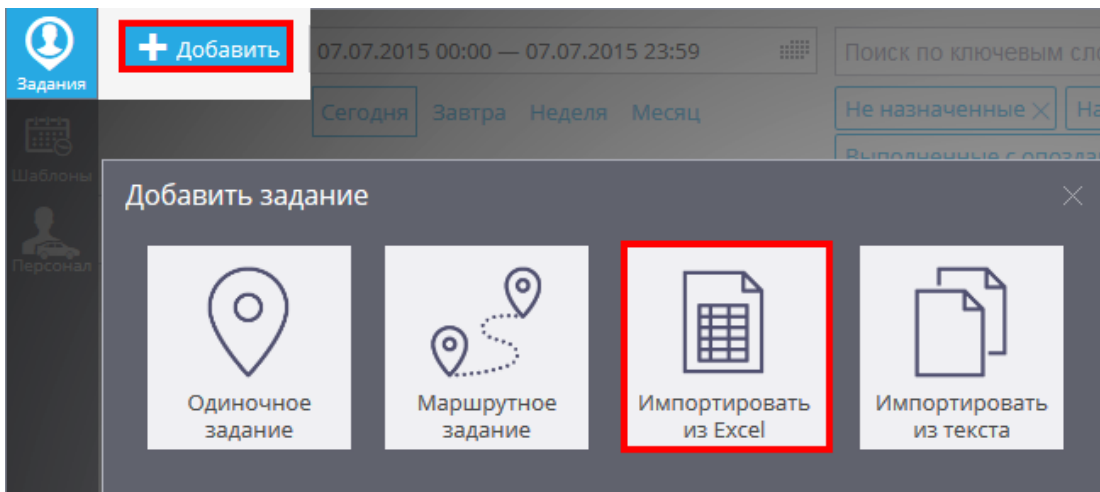 Добавить
07.07.2015 00:00 — 07.07.2015 23:59
Поиск по ключевым
Задания
Сегодня Завтра Неделя Месяц
Не назначенные
Выполненные с
Шаблоны
Добавить задание
Персонал
Одиночное
задание
Маршрутное
задание
Импортировать
из Excel
Импортировать
из текста